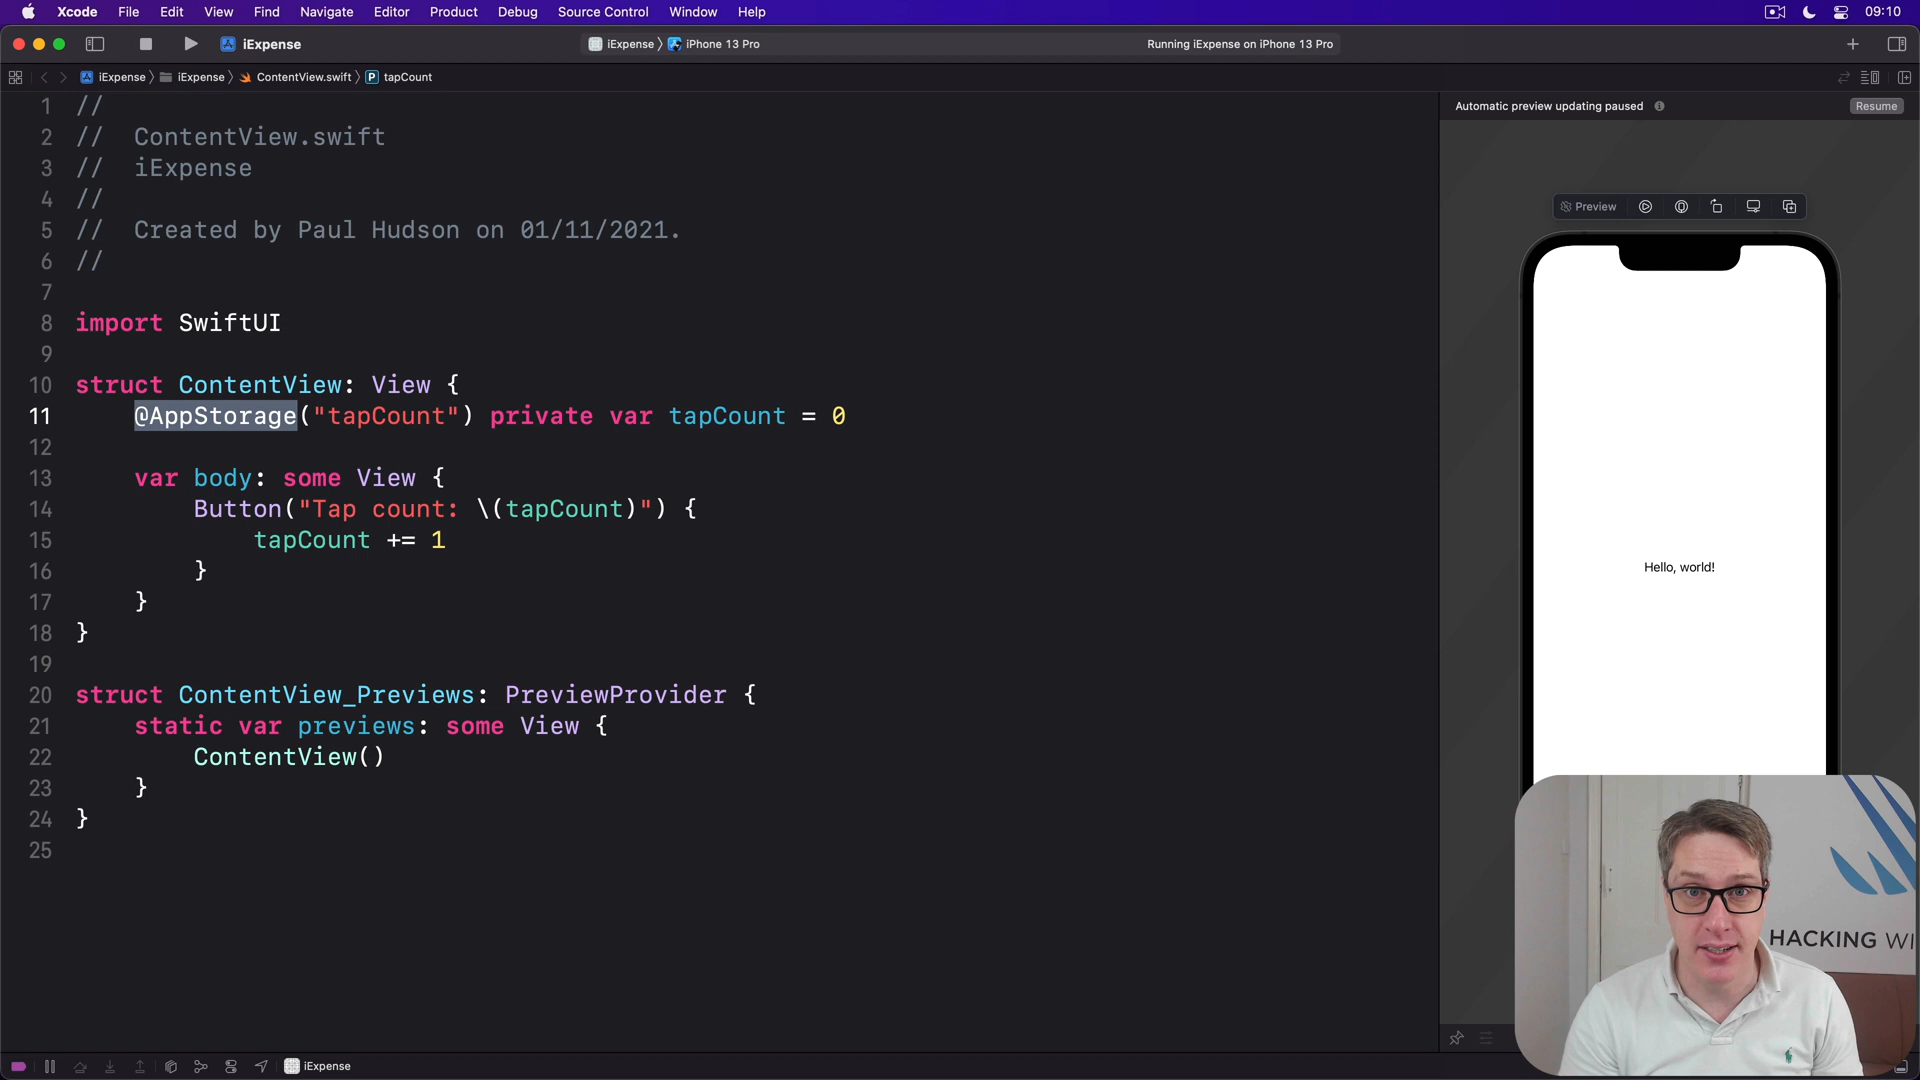 Xcode File Edit View Find Navigate Editor Product Debug Source Control Window Help 09:10
iExpense iExpense iPhone 13 Pro Running iExpense on iPhone 13 Pro
iExpense iExpense ContentView.swift P tapCount
Automatic preview updating paused Resume
Preview
1 //
2 //  ContentView.swift
3 //  iExpense
4 //
5 //  Created by Paul Hudson on 01/11/2021.
6 //
7
8 import SwiftUI
9
10 struct ContentView: View {
11     @AppStorage("tapCount") private var tapCount = 0
12
13     var body: some View {
14         Button("Tap count: \(tapCount)") {
15             tapCount += 1
16         }
17     }
18 }
19
20 struct ContentView_Previews: PreviewProvider {
21     static var previews: some View {
22         ContentView()
23     }
24 }
25
Hello, world!
HACKING WI
iExpense